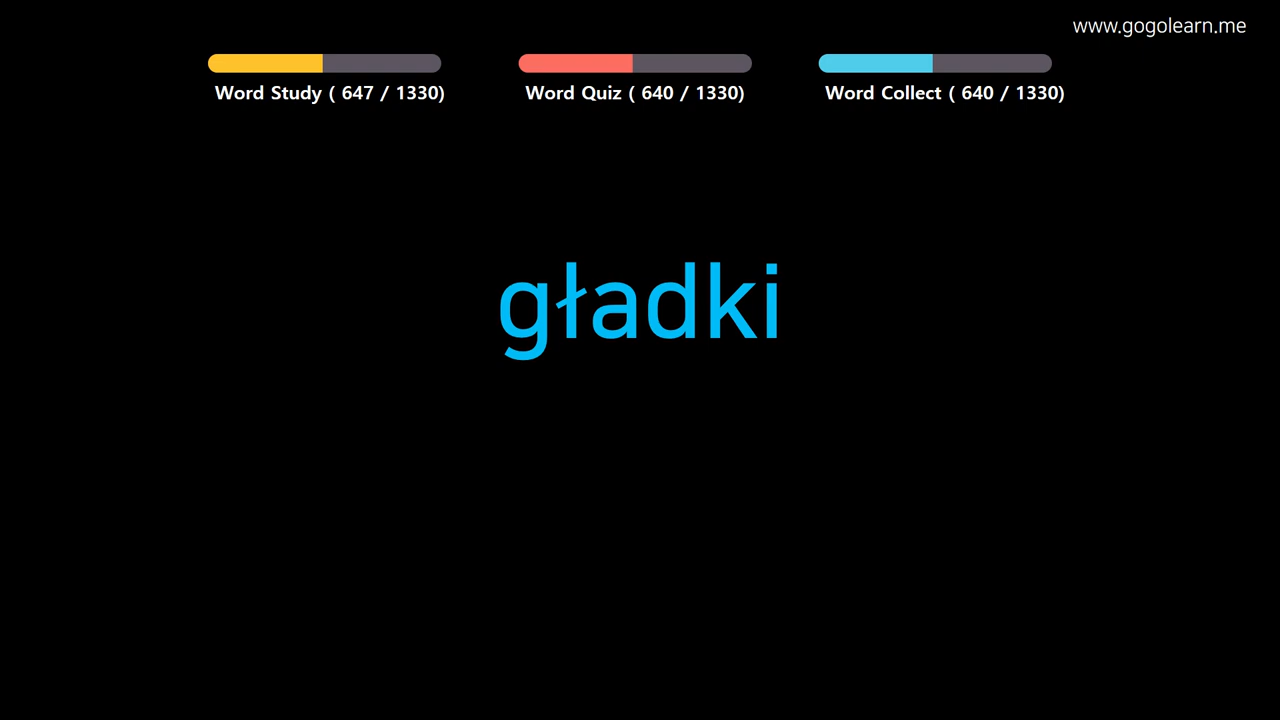 www.gogolearn.me
Word Study ( 647 / 1330)
Word Quiz ( 640 / 1330)
Word Collect ( 640 / 1330)
gładki